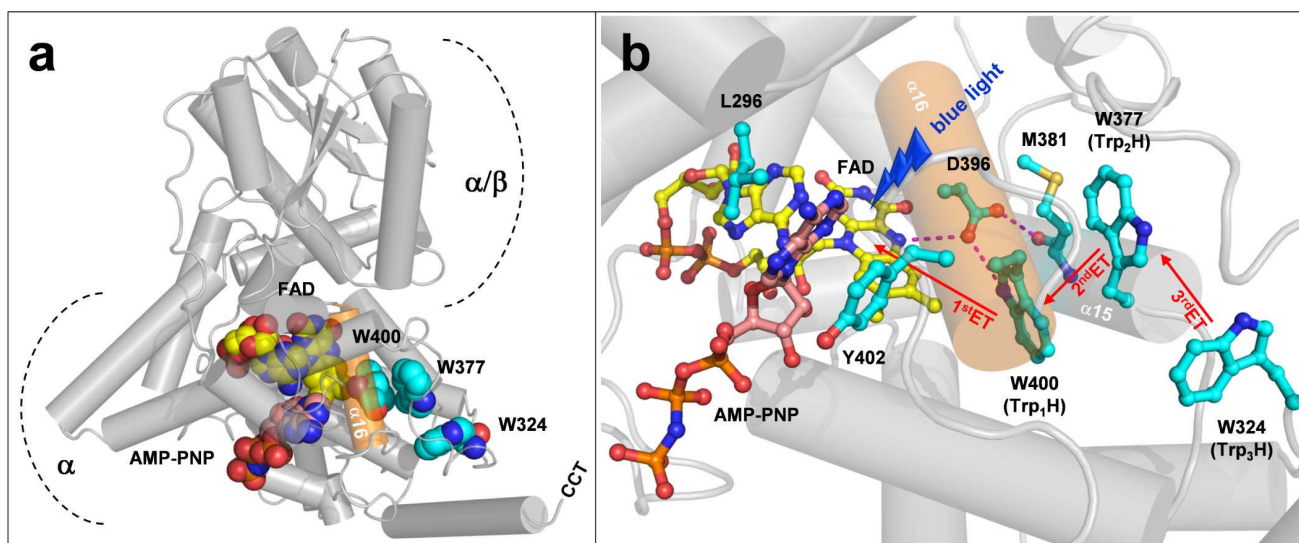 a
α/β
FAD
W400
W377
α16
W324
AMP-PNP
α
CCT
b
L296
α16
blue light
W377
(Trp2H)
M381
FAD
D396
2ndET
3rdET
1stET
α15
Y402
W400
(Trp1H)
AMP-PNP
W324
(Trp3H)